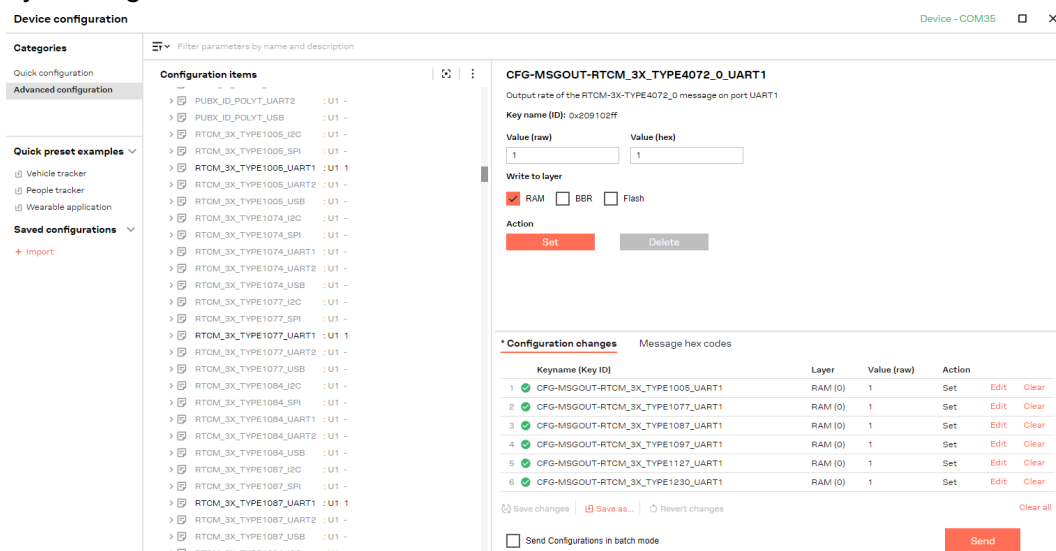 Device configuration
Device - COM35
Categories
Quick configuration
Advanced configuration
Quick preset examples
Vehicle tracker
People tracker
Wearable application
Saved configurations
+ Import
Filter parameters by name and description
Configuration items
PUBX_ID_POLYT_UART2 : U1 -
PUBX_ID_POLYT_USB : U1 -
RTCM_3X_TYPE1005_I2C : U1 -
RTCM_3X_TYPE1005_SPI : U1 -
RTCM_3X_TYPE1005_UART1 : U1 1
RTCM_3X_TYPE1005_UART2 : U1 -
RTCM_3X_TYPE1005_USB : U1 -
RTCM_3X_TYPE1074_I2C : U1 -
RTCM_3X_TYPE1074_SPI : U1 -
RTCM_3X_TYPE1074_UART1 : U1 -
RTCM_3X_TYPE1074_UART2 : U1 -
RTCM_3X_TYPE1074_USB : U1 -
RTCM_3X_TYPE1077_I2C : U1 -
RTCM_3X_TYPE1077_SPI : U1 -
RTCM_3X_TYPE1077_UART1 : U1 1
RTCM_3X_TYPE1077_UART2 : U1 -
RTCM_3X_TYPE1077_USB : U1 -
RTCM_3X_TYPE1084_I2C : U1 -
RTCM_3X_TYPE1084_SPI : U1 -
RTCM_3X_TYPE1084_UART1 : U1 -
RTCM_3X_TYPE1084_UART2 : U1 -
RTCM_3X_TYPE1084_USB : U1 -
RTCM_3X_TYPE1087_I2C : U1 -
RTCM_3X_TYPE1087_SPI : U1 -
RTCM_3X_TYPE1087_UART1 : U1 1
RTCM_3X_TYPE1087_UART2 : U1 -
RTCM_3X_TYPE1087_USB : U1 -
CFG-MSGOUT-RTCM_3X_TYPE4072_0_UART1
Output rate of the RTCM-3X-TYPE4072_0 message on port UART1
Key name (ID): 0x209102ff
Value (raw) Value (hex)
1 1
Write to layer
RAM BBR Flash
Action
Set Delete
* Configuration changes Message hex codes
Keyname (Key ID) Layer Value (raw) Action
1 CFG-MSGOUT-RTCM_3X_TYPE1005_UART1 RAM (0) 1 Set Edit Clear
2 CFG-MSGOUT-RTCM_3X_TYPE1077_UART1 RAM (0) 1 Set Edit Clear
3 CFG-MSGOUT-RTCM_3X_TYPE1087_UART1 RAM (0) 1 Set Edit Clear
4 CFG-MSGOUT-RTCM_3X_TYPE1097_UART1 RAM (0) 1 Set Edit Clear
5 CFG-MSGOUT-RTCM_3X_TYPE1127_UART1 RAM (0) 1 Set Edit Clear
6 CFG-MSGOUT-RTCM_3X_TYPE1230_UART1 RAM (0) 1 Set Edit Clear
Save changes Save as... Revert changes Clear all
Send Configurations in batch mode Send